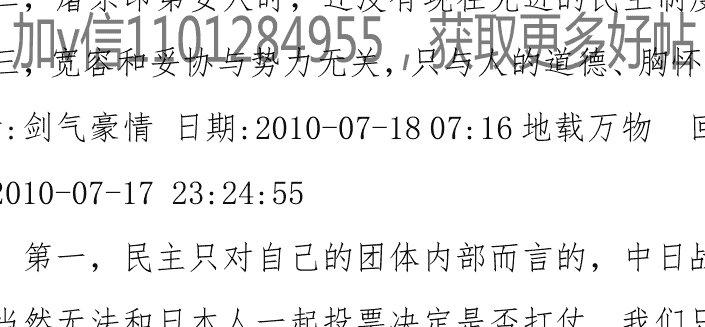 二，屠杀印第安人时，还没有现在先进的民主制度
加v信1101284955，获取更多好帖
三，宽容和妥协与势力无关，只与人的道德、胸怀
:剑气豪情 日期:2010-07-18 07:16 地载万物 回
2010-07-17 23:24:55
第一，民主只对自己的团体内部而言的，中日战
当然无法和日本人一起投票决定是否打仗。我们只